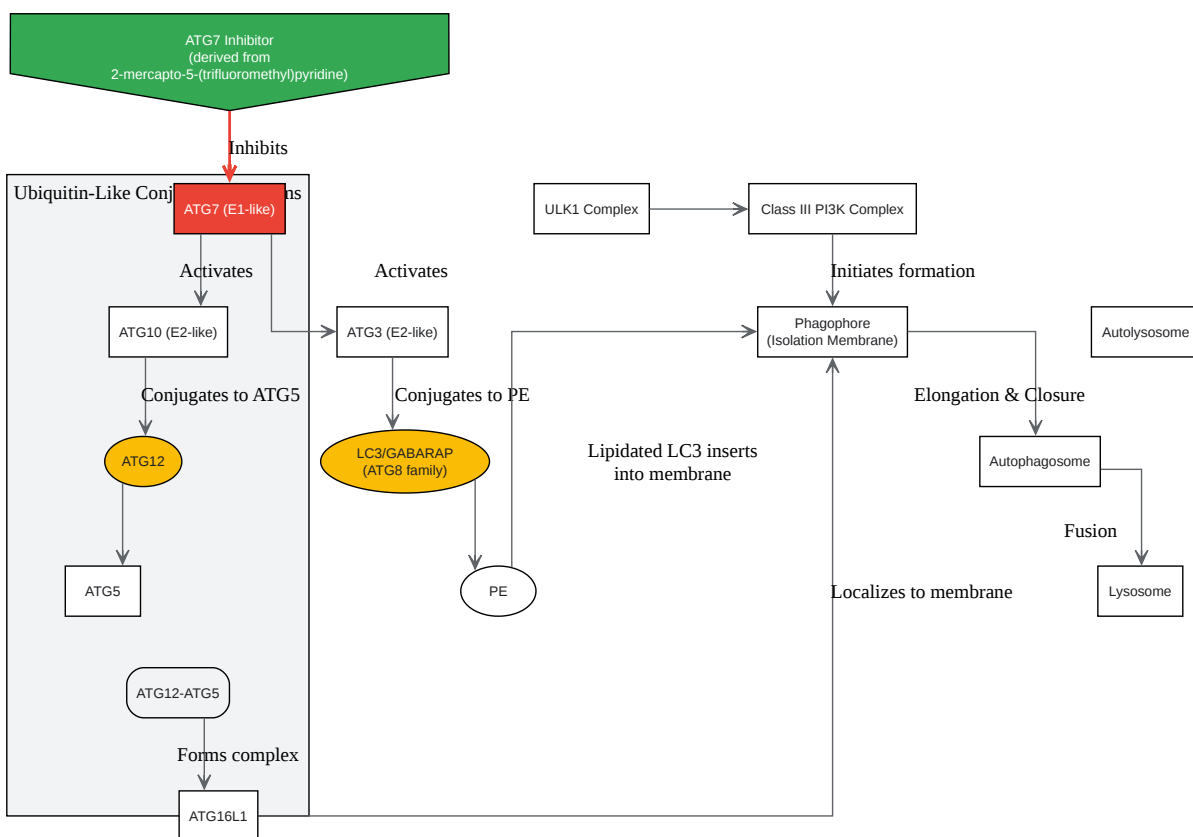 ATG7 Inhibitor
(derived from
2-mercapto-5-(trifluoromethyl)pyridine)
Inhibits
Ubiquitin-Like Conj
ms
ATG7 (E1-like)
ULK1 Complex
Class III PI3K Complex
Activates
Activates
Initiates formation
ATG10 (E2-like)
ATG3 (E2-like)
Phagophore
(Isolation Membrane)
Autolysosome
Conjugates to ATG5
Conjugates to PE
Elongation & Closure
ATG12
LC3/GABARAP
(ATG8 family)
Lipidated LC3 inserts
into membrane
Autophagosome
Fusion
ATG5
PE
Localizes to membrane
Lysosome
ATG12-ATG5
Forms complex
ATG16L1